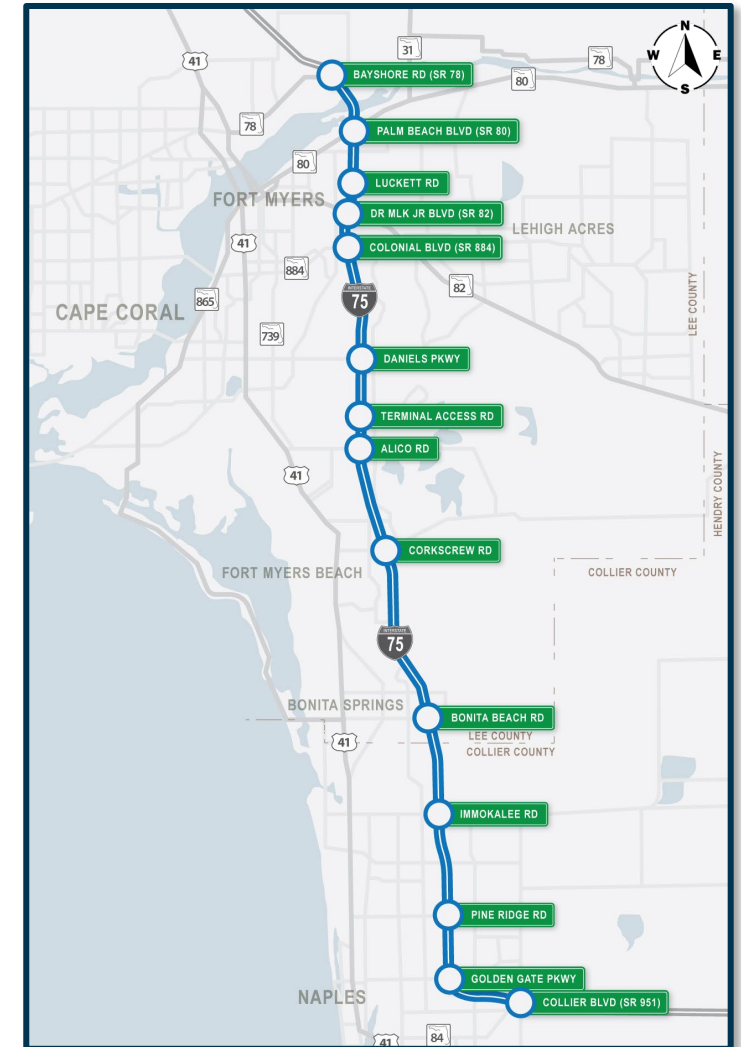 N
W
E
S
41
31
78
BAYSHORE RD (SR 78)
80
78
PALM BEACH BLVD (SR 80)
80
LUCKETT RD
FORT MYERS
DR MLK JR BLVD (SR 82)
LEHIGH ACRES
41
COLONIAL BLVD (SR 884)
884
82
INTERSTATE
75
865
CAPE CORAL
LEE COUNTY
HENDRY COUNTY
739
DANIELS PKWY
TERMINAL ACCESS RD
ALICO RD
41
CORKSCREW RD
FORT MYERS BEACH
COLLIER COUNTY
INTERSTATE
75
BONITA SPRINGS
BONITA BEACH RD
LEE COUNTY
41
COLLIER COUNTY
IMMOKALEE RD
PINE RIDGE RD
GOLDEN GATE PKWY
NAPLES
COLLIER BLVD (SR 951)
41
84